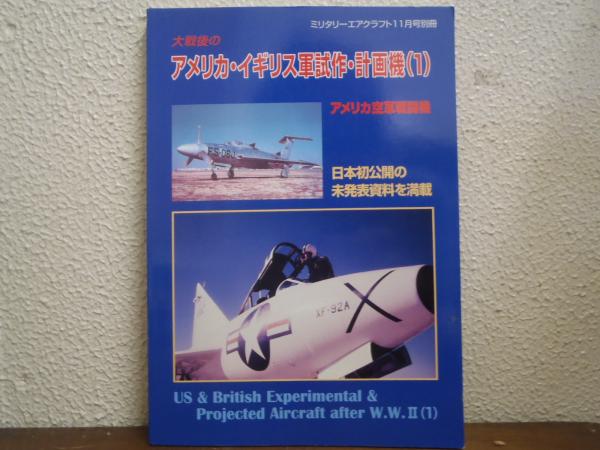 ミリタリーエアクラフト11月号別冊
大戦後の
アメリカ・イギリス軍試作・計画機(1)
アメリカ空軍戦闘機
FS-060
日本初公開の
未発表資料を満載
XF-92A
US & British Experimental &
Projected Aircraft after W.W.II(1)